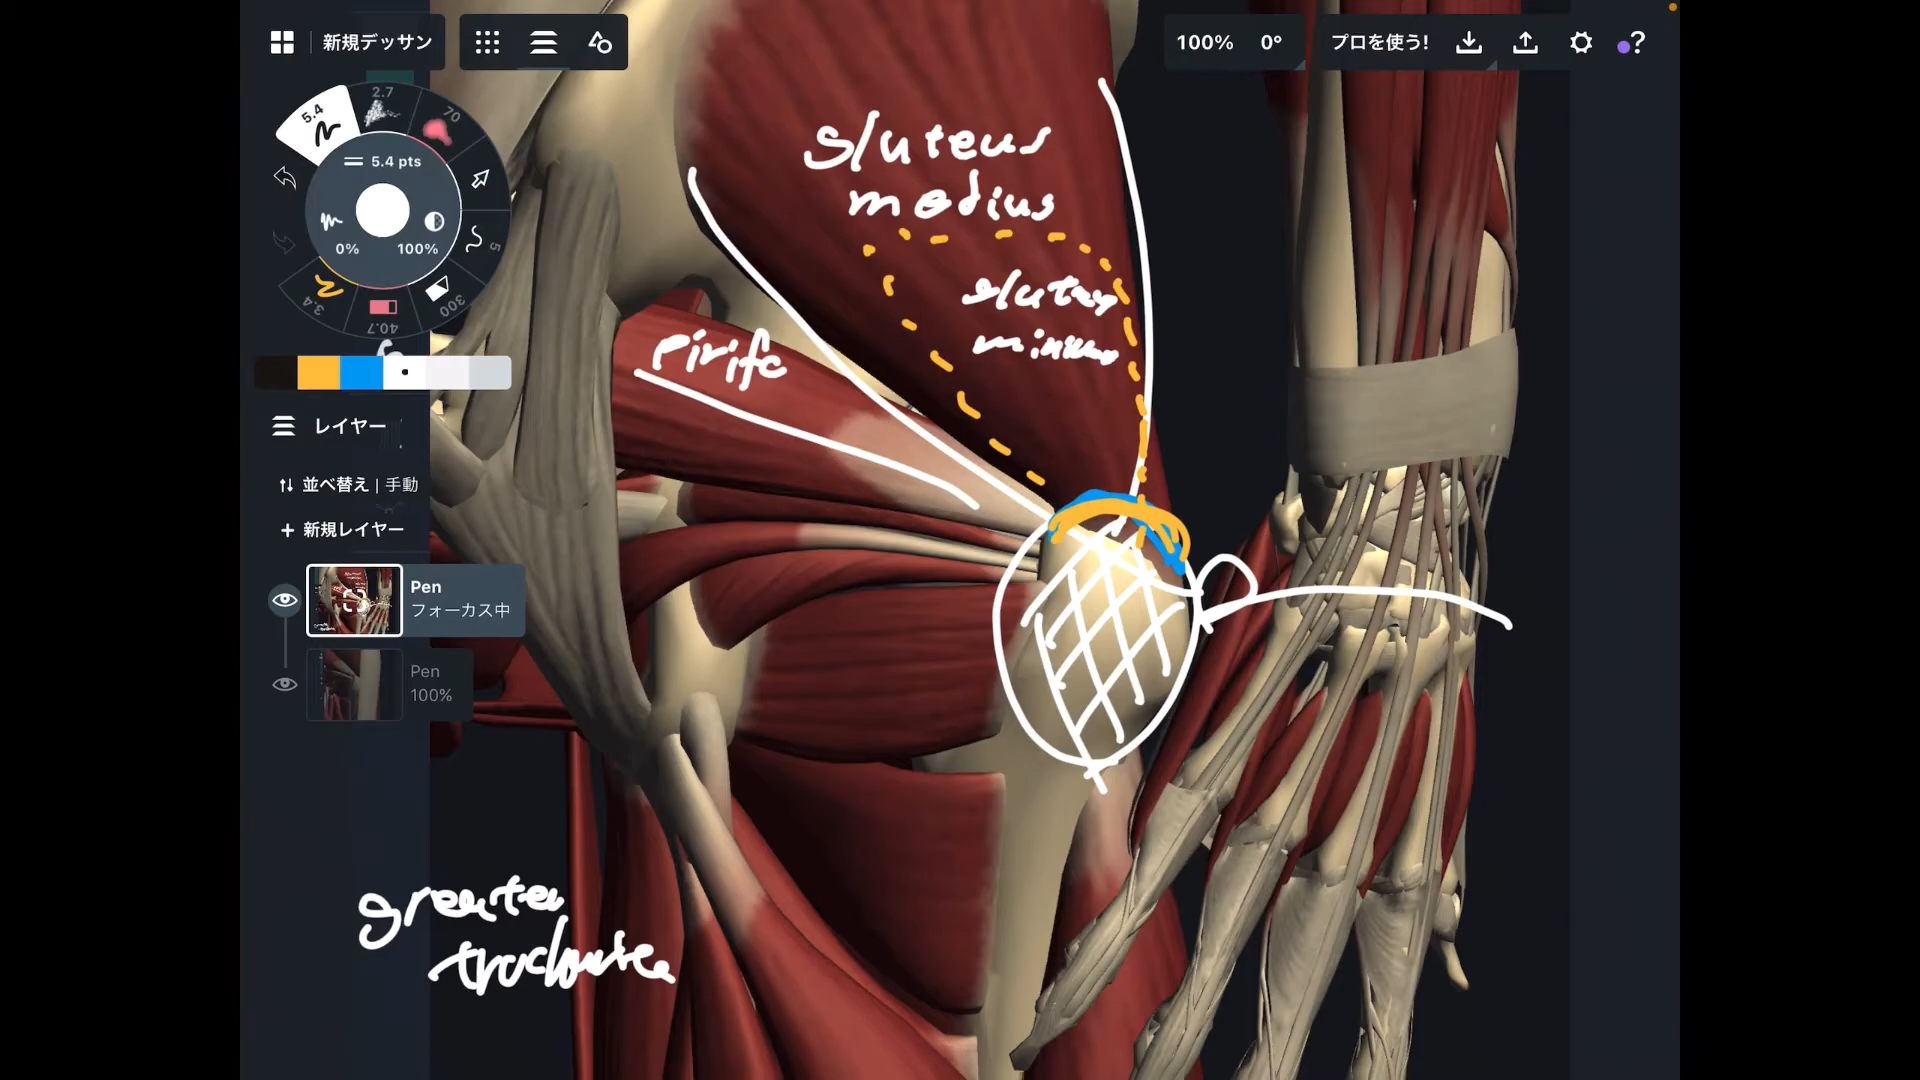 新規デッサン
100% 0° プロを使う! ?
5.4
2.7
70
5
300
40.7
3.4
5.4 pts
0% 100%
レイヤー
並べ替え | 手動
+ 新規レイヤー
Pen
フォーカス中
Pen
100%
gluteus
medius
minimus
pirifo
greater
trochanter